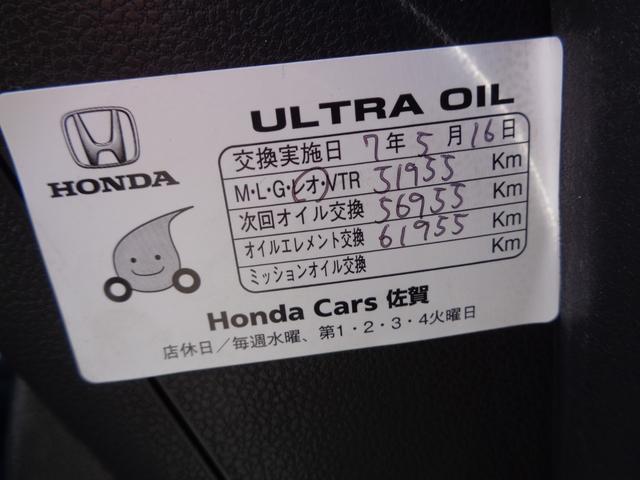 HONDA
ULTRA OIL
交換実施日 7年5月16日
M・L・G・レオ・VTR 51955 Km
次回オイル交換 56955 Km
オイルエレメント交換 61955 Km
ミッションオイル交換 Km
Honda Cars 佐賀
店休日／毎週水曜、第1・2・3・4火曜日